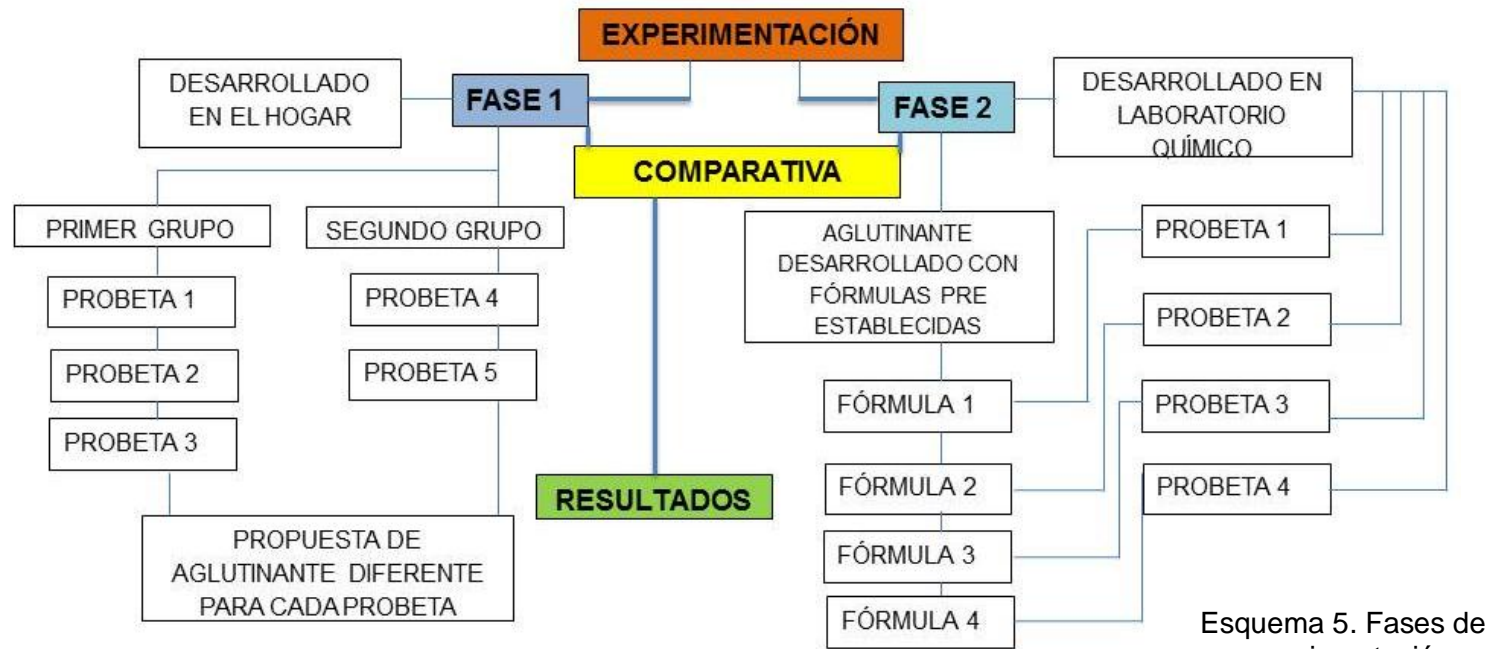 EXPERIMENTACIÓN
DESARROLLADO
EN EL HOGAR
FASE 1
FASE 2
DESARROLLADO EN
LABORATORIO
QUÍMICO
COMPARATIVA
PRIMER GRUPO
SEGUNDO GRUPO
PROBETA 1
PROBETA 2
PROBETA 3
PROBETA 4
PROBETA 5
PROPUESTA DE
AGLUTINANTE DIFERENTE
PARA CADA PROBETA
RESULTADOS
AGLUTINANTE
DESARROLLADO CON
FÓRMULAS PRE
ESTABLECIDAS
FÓRMULA 1
FÓRMULA 2
FÓRMULA 3
FÓRMULA 4
PROBETA 1
PROBETA 2
PROBETA 3
PROBETA 4
Esquema 5. Fases de